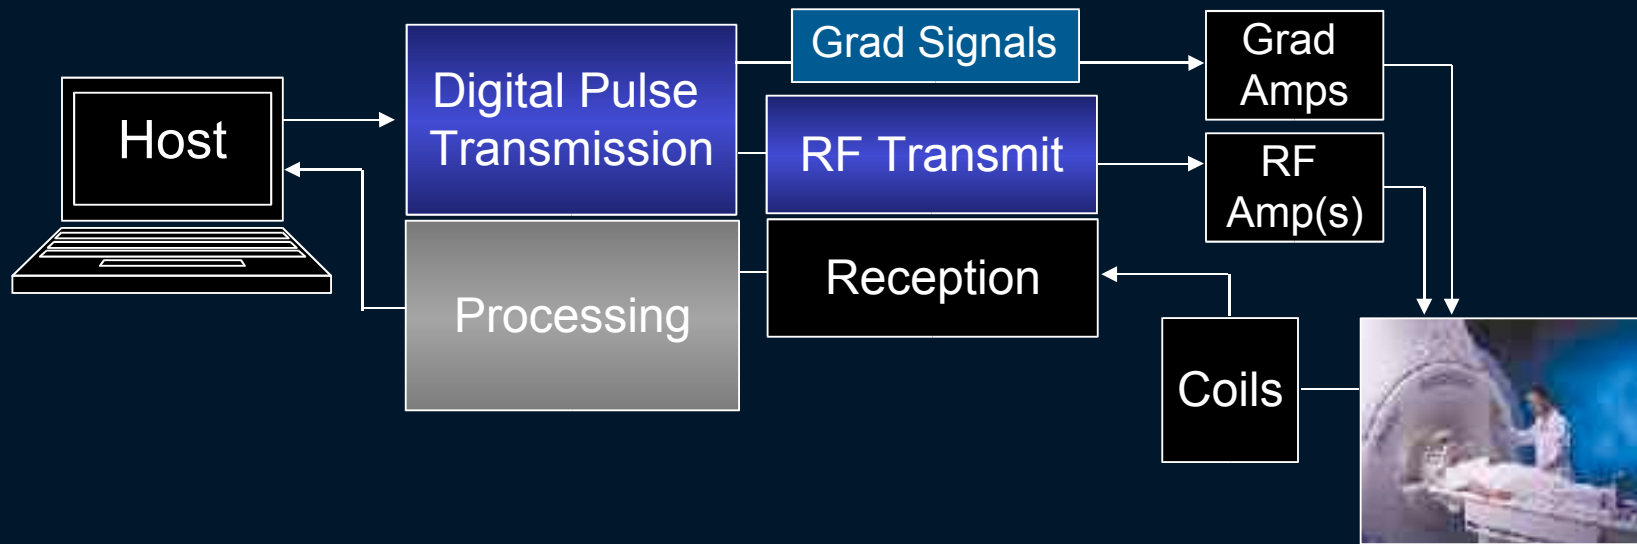 Host
Digital Pulse
Transmission
Grad Signals
Grad
Amps
RF Transmit
RF
Amp(s)
Processing
Reception
Coils